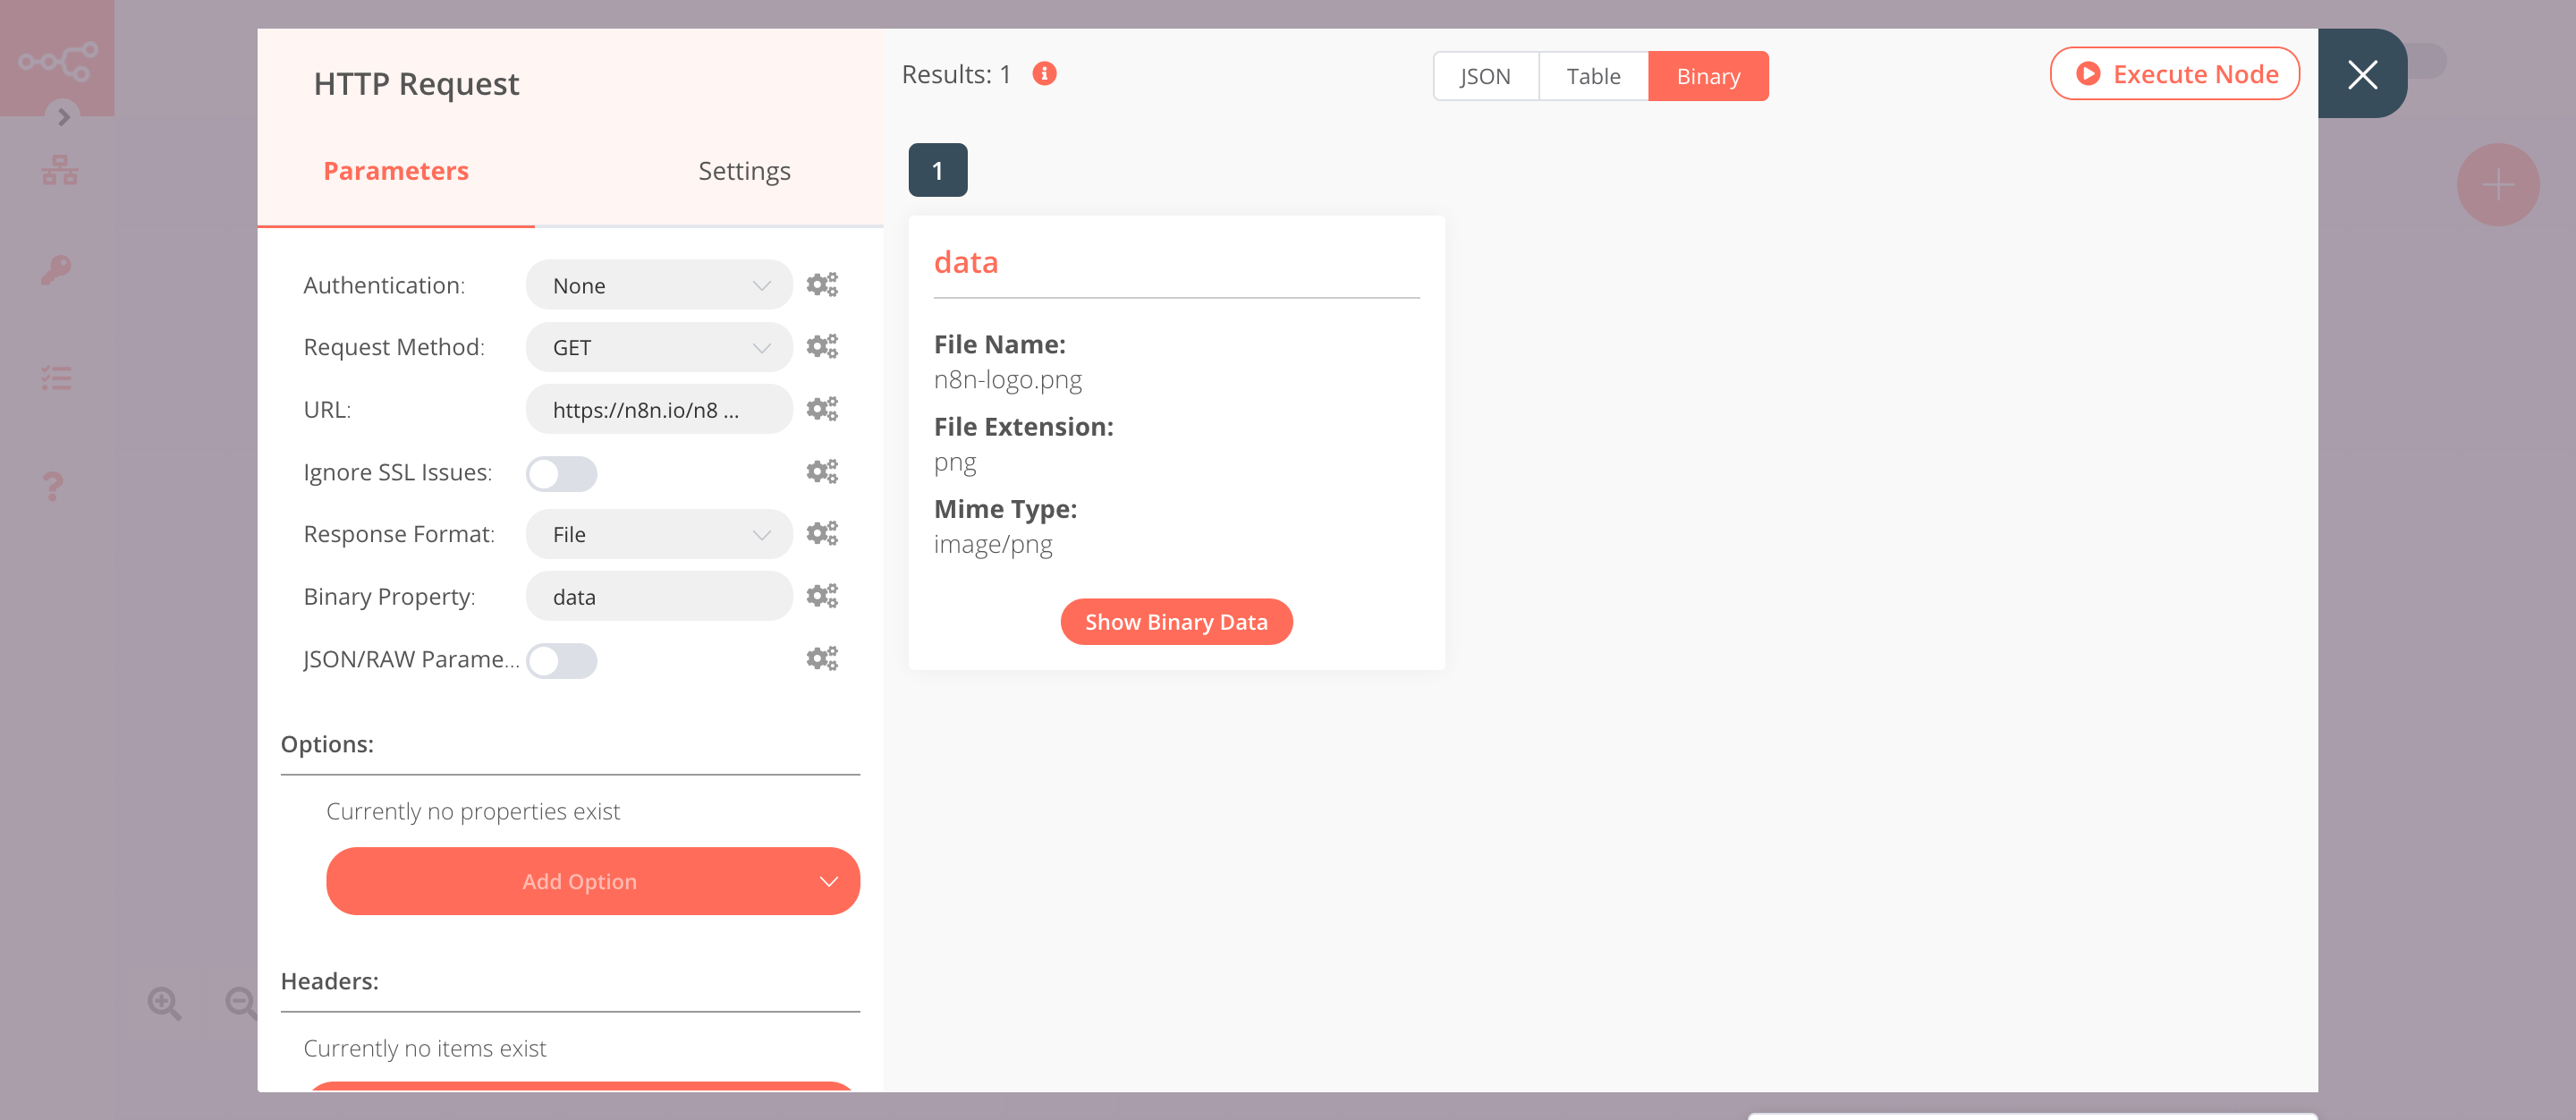 HTTP Request
Parameters
Settings
Authentication:
None
Request Method:
GET
URL:
https://n8n.io/n8 ...
Ignore SSL Issues:
Response Format:
File
Binary Property:
data
JSON/RAW Parame...
Options:
Currently no properties exist
Add Option
Headers:
Currently no items exist
Results: 1
JSON
Table
Binary
Execute Node
1
data
File Name:
n8n-logo.png
File Extension:
png
Mime Type:
image/png
Show Binary Data